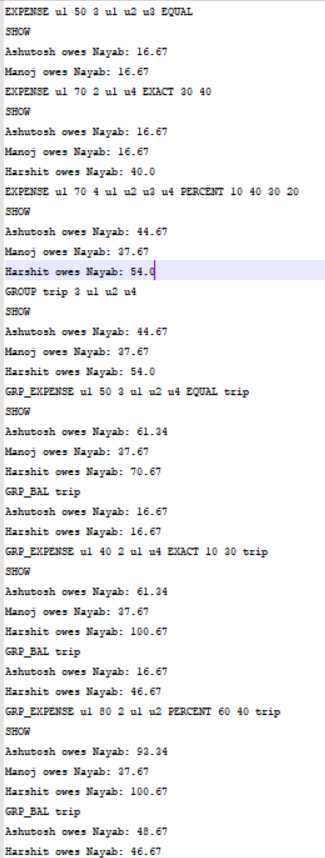 EXPENSE u1 50 3 u1 u2 u3 EQUAL
SHOW
Ashutosh owes Nayab: 16.67
Manoj owes Nayab: 16.67
EXPENSE u1 70 2 u1 u4 EXACT 30 40
SHOW
Ashutosh owes Nayab: 16.67
Manoj owes Nayab: 16.67
Harshit owes Nayab: 40.0
EXPENSE u1 70 4 u1 u2 u3 u4 PERCENT 10 40 30 20
SHOW
Ashutosh owes Nayab: 44.67
Manoj owes Nayab: 37.67
Harshit owes Nayab: 54.0
GROUP trip 3 u1 u2 u4
SHOW
Ashutosh owes Nayab: 44.67
Manoj owes Nayab: 37.67
Harshit owes Nayab: 54.0
GRP_EXPENSE u1 50 3 u1 u2 u4 EQUAL trip
SHOW
Ashutosh owes Nayab: 61.34
Manoj owes Nayab: 37.67
Harshit owes Nayab: 70.67
GRP_BAL trip
Ashutosh owes Nayab: 16.67
Harshit owes Nayab: 16.67
GRP_EXPENSE u1 40 2 u1 u4 EXACT 10 30 trip
SHOW
Ashutosh owes Nayab: 61.34
Manoj owes Nayab: 37.67
Harshit owes Nayab: 100.67
GRP_BAL trip
Ashutosh owes Nayab: 16.67
Harshit owes Nayab: 46.67
GRP_EXPENSE u1 80 2 u1 u2 PERCENT 60 40 trip
SHOW
Ashutosh owes Nayab: 93.34
Manoj owes Nayab: 37.67
Harshit owes Nayab: 100.67
GRP_BAL trip
Ashutosh owes Nayab: 48.67
Harshit owes Nayab: 46.67